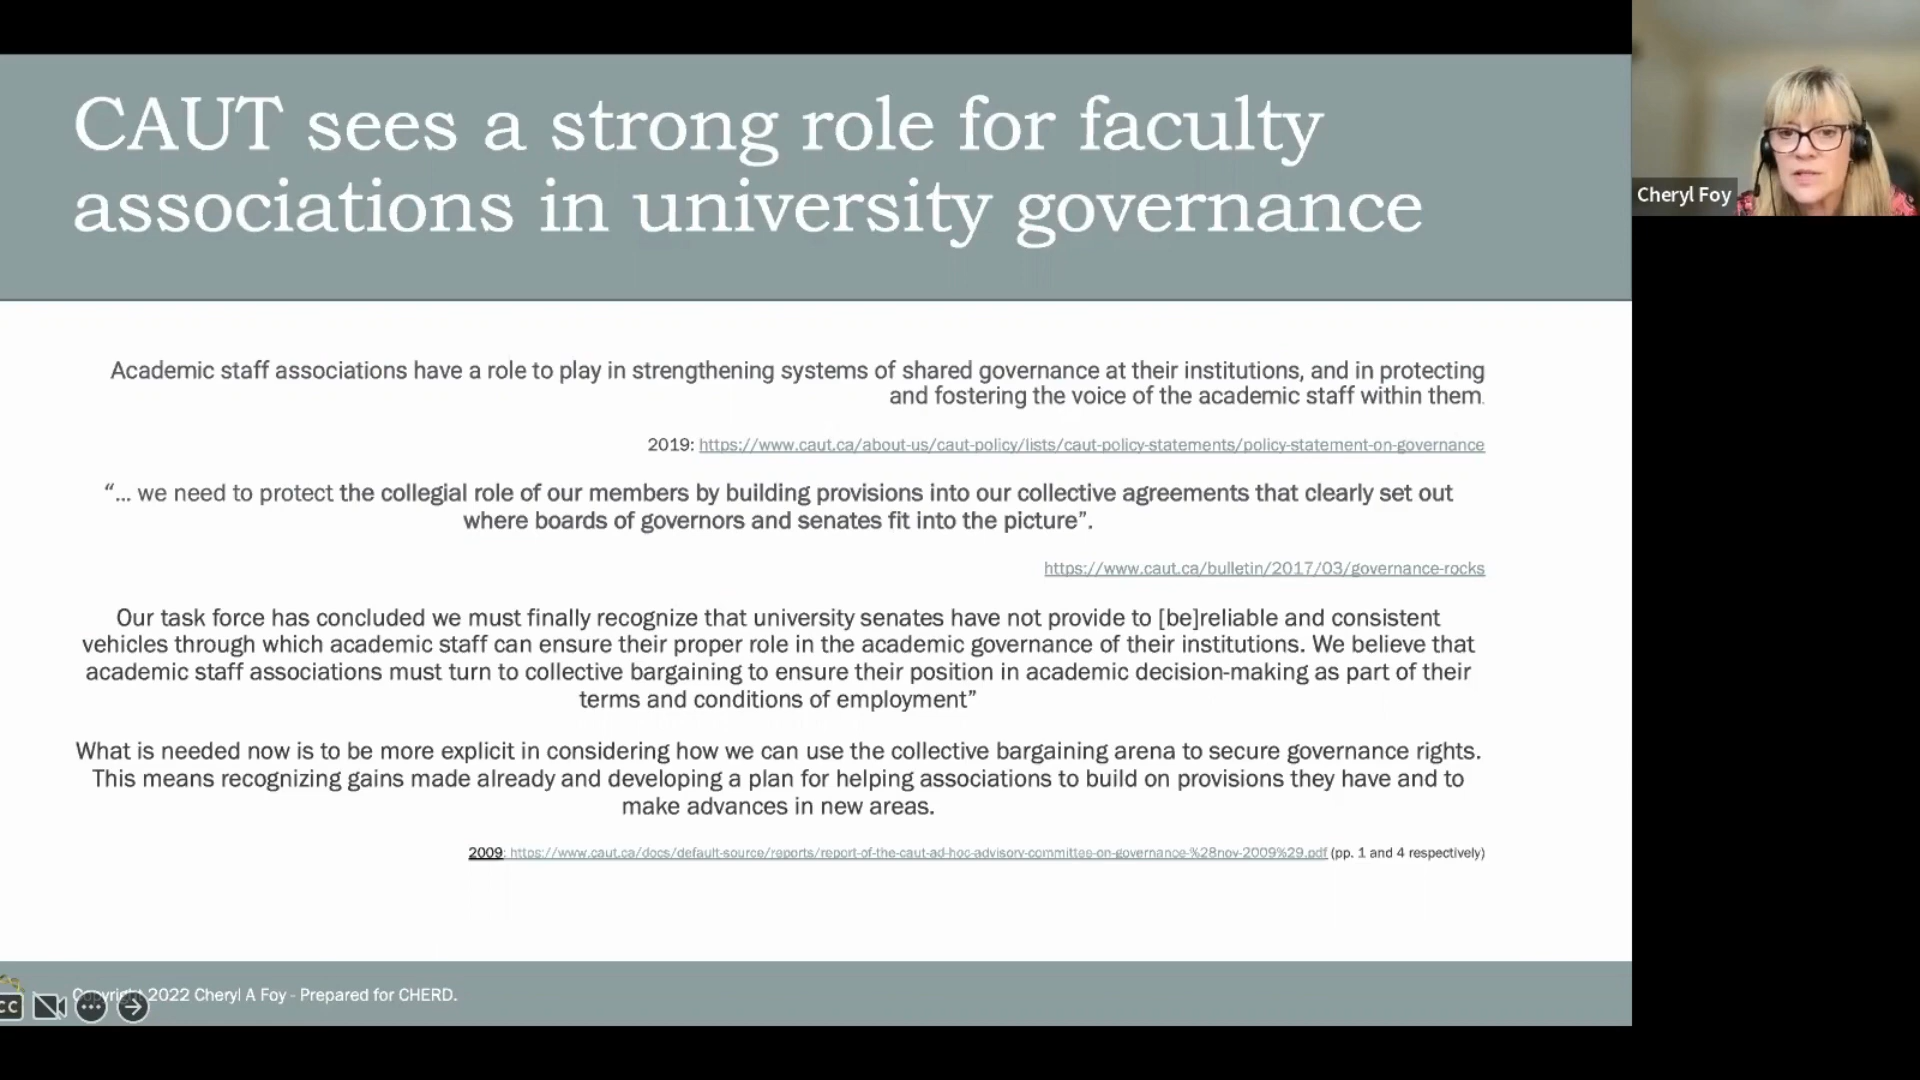 CAUT sees a strong role for faculty
associations in university governance
Cheryl Foy
Academic staff associations have a role to play in strengthening systems of shared governance at their institutions, and in protecting
and fostering the voice of the academic staff within them.
2019: https://www.caut.ca/about-us/caut-policy/lists/caut-policy-statements/policy-statement-on-governance
“... we need to protect the collegial role of our members by building provisions into our collective agreements that clearly set out
where boards of governors and senates fit into the picture”.
https://www.caut.ca/bulletin/2017/03/governance-rocks
Our task force has concluded we must finally recognize that university senates have not provide to [be]reliable and consistent
vehicles through which academic staff can ensure their proper role in the academic governance of their institutions. We believe that
academic staff associations must turn to collective bargaining to ensure their position in academic decision-making as part of their
terms and conditions of employment”
What is needed now is to be more explicit in considering how we can use the collective bargaining arena to secure governance rights.
This means recognizing gains made already and developing a plan for helping associations to build on provisions they have and to
make advances in new areas.
2009: https://www.caut.ca/docs/default-source/reports/report-of-the-caut-ad-hoc-advisory-committee-on-governance-%28nov-2009%29.pdf (pp. 1 and 4 respectively)
Copyright 2022 Cheryl A Foy - Prepared for CHERD.
CC